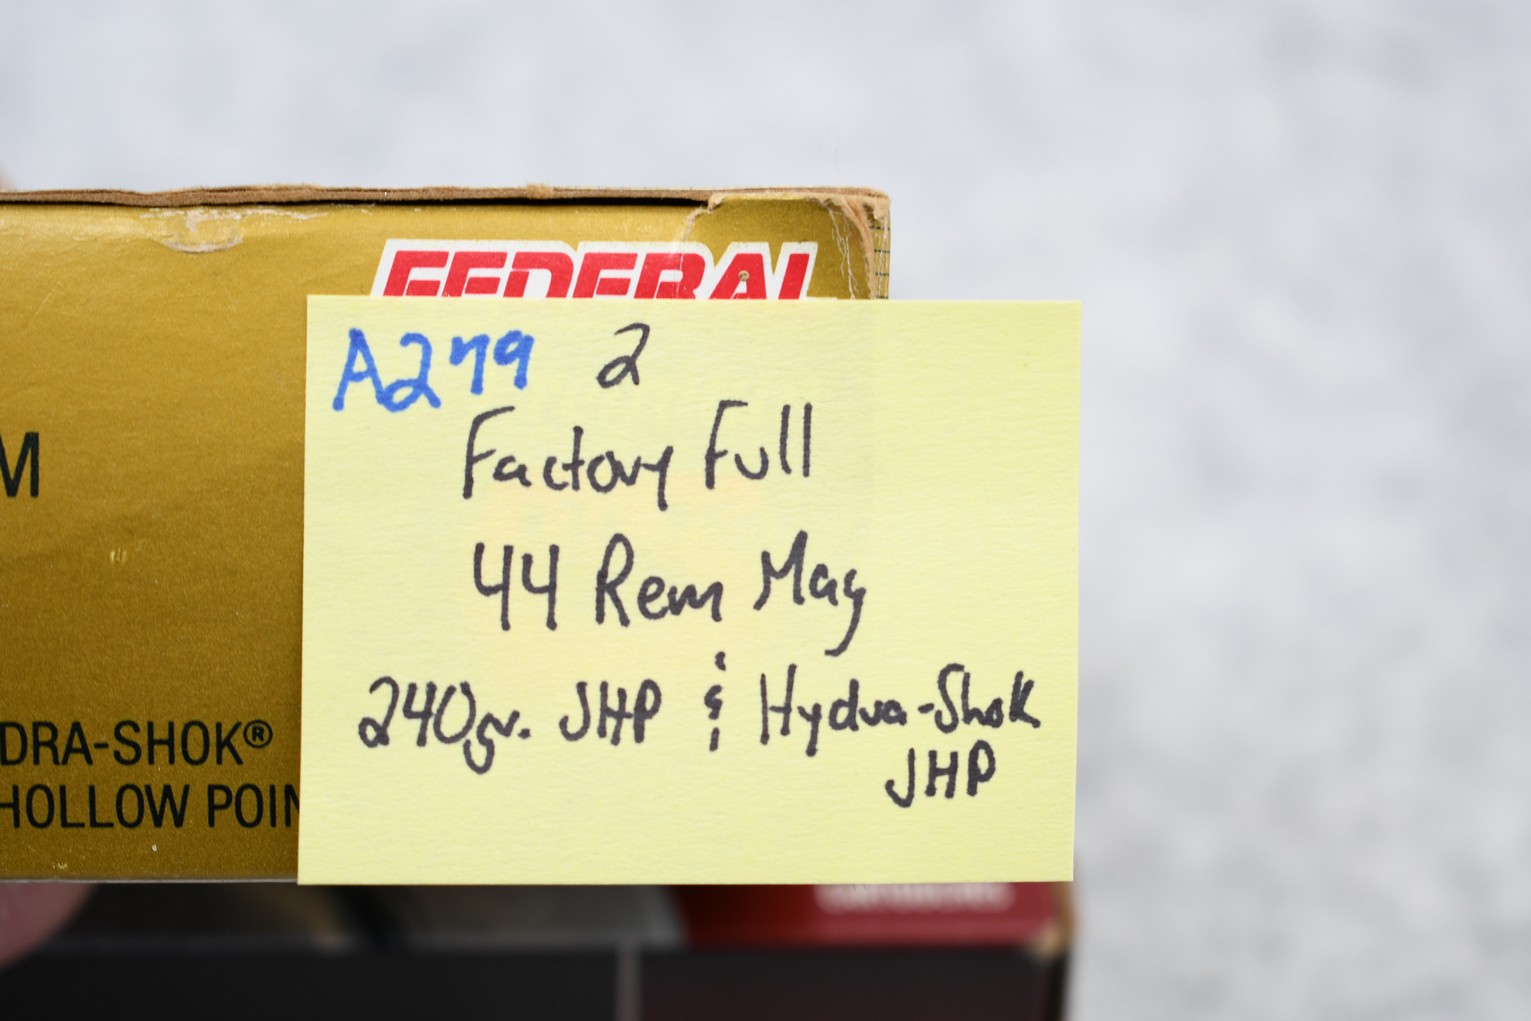 FEDERAL
A279 2
Factory Full
44 Rem Mag
240gr. JHP & Hydra-Shok
JHP
M
DRA-SHOK®
HOLLOW POIN